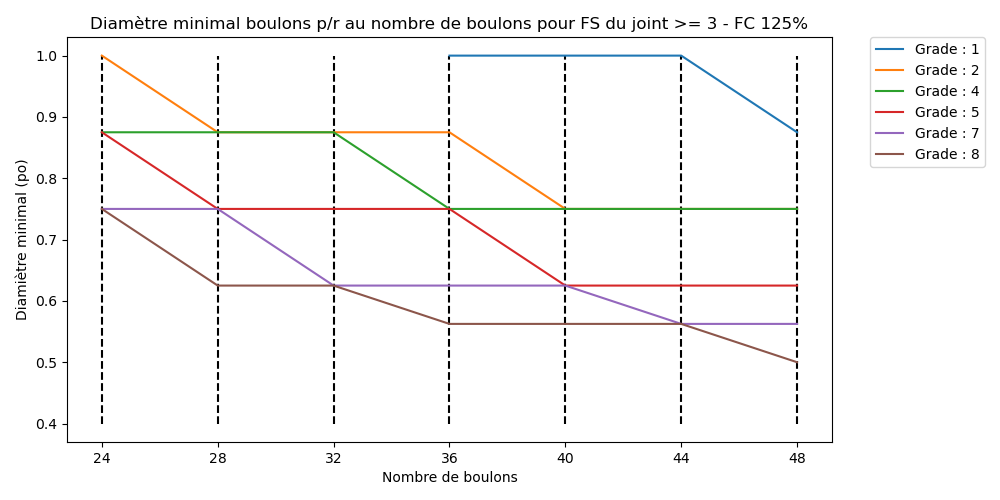 Diamètre minimal boulons p/r au nombre de boulons pour FS du joint >= 3 - FC 125%
1.0
0.9
0.8
0.7
0.6
0.5
0.4
Diamiètre minimal (po)
24 28 32 36 40 44 48
Nombre de boulons
Grade : 1
Grade : 2
Grade : 4
Grade : 5
Grade : 7
Grade : 8